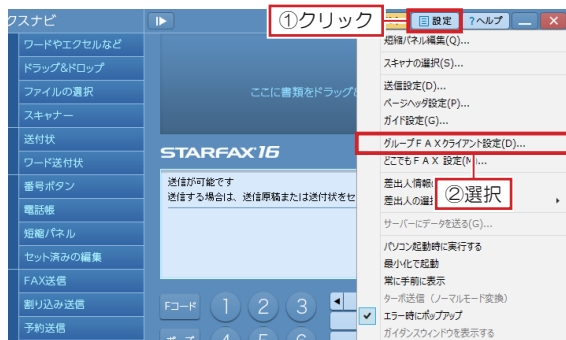 クスナビ
①クリック
設定
?ヘルプ
ワードやエクセルなど
ドラッグ&ドロップ
ファイルの選択
スキャナー
送付状
ワード送付状
番号ボタン
電話帳
短縮パネル
セット済みの編集
FAX送信
割り込み送信
予約送信
ここに書類をドラッグ
STARFAX16
送信が可能です
送信する場合は、送信原稿または送付状をセ
Fコード
1 2 3
4 5 6
短縮パネル編集(Q)...
スキャナの選択(S)...
送信設定(D)...
ページヘッダ設定(P)...
ガイド設定(G)...
グループFAXクライアント設定(D)...
どこでもFAX 設定(M)...
②選択
差出人情報
差出人の選
サーバーにデータを送る(G)...
パソコン起動時に実行する
最小化で起動
常に手前に表示
ターボ送信(ノーマルモード変換)
エラー時にポップアップ
ガイダンスウィンドウを表示する